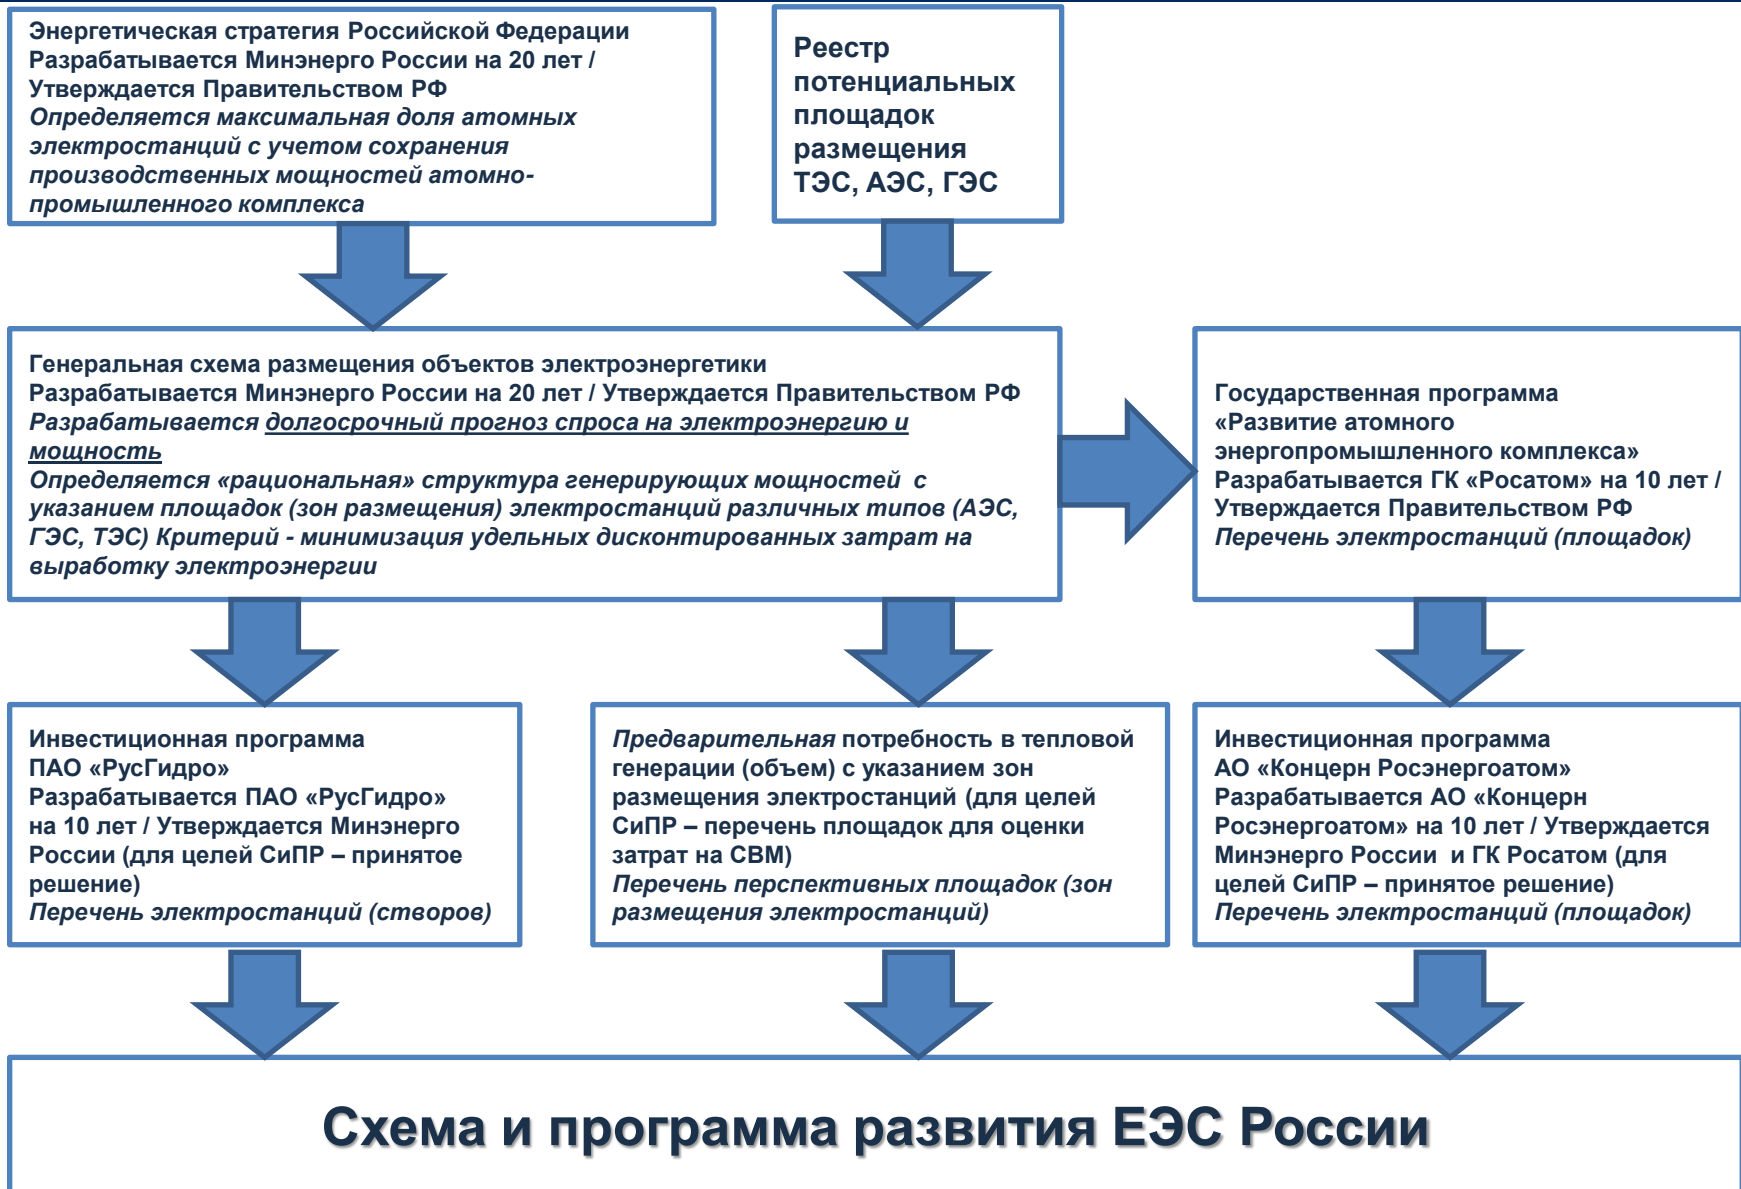 Энергетическая стратегия Российской Федерации
Разрабатывается Минэнерго России на 20 лет /
Утверждается Правительством РФ
Определяется максимальная доля атомных
электростанций с учетом сохранения
производственных мощностей атомно-
промышленного комплекса
Реестр
потенциальных
площадок
размещения
ТЭС, АЭС, ГЭС
Генеральная схема размещения объектов электроэнергетики
Разрабатывается Минэнерго России на 20 лет / Утверждается Правительством РФ
Разрабатывается долгосрочный прогноз спроса на электроэнергию и
мощность
Определяется «рациональная» структура генерирующих мощностей с
указанием площадок (зон размещения) электростанций различных типов (АЭС,
ГЭС, ТЭС) Критерий - минимизация удельных дисконтированных затрат на
выработку электроэнергии
Государственная программа
«Развитие атомного
энергопромышленного комплекса»
Разрабатывается ГК «Росатом» на 10 лет /
Утверждается Правительством РФ
Перечень электростанций (площадок)
Инвестиционная программа
ПАО «РусГидро»
Разрабатывается ПАО «РусГидро»
на 10 лет / Утверждается Минэнерго
России (для целей СиПР – принятое
решение)
Перечень электростанций (створов)
Предварительная потребность в тепловой
генерации (объем) с указанием зон
размещения электростанций (для целей
СиПР – перечень площадок для оценки
затрат на СВМ)
Перечень перспективных площадок (зон
размещения электростанций)
Инвестиционная программа
АО «Концерн Росэнергоатом»
Разрабатывается АО «Концерн
Росэнергоатом» на 10 лет / Утверждается
Минэнерго России и ГК Росатом (для
целей СиПР – принятое решение)
Перечень электростанций (площадок)
Схема и программа развития ЕЭС России